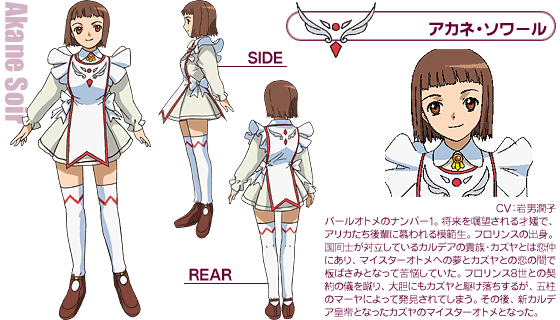 Akane Soir
アカネ・ソワール
SIDE
REAR
CV：岩男潤子
パールオトメのナンバー1。将来を嘱望される才媛で、
アリカたち後輩に慕われる模範生。フロリンスの出身。
国同士が対立しているカルデアの貴族・カズヤとは恋仲
にあり、マイスターオトメへの夢とカズヤとの恋の間で
板ばさみとなって苦悩していた。フロリンス8世との契
約の儀を蹴り、大胆にもカズヤと駆け落ちするが、五柱
のマーヤによって発見されてしまう。その後、新カルデ
ア皇帝となったカズヤのマイスターオトメとなった。